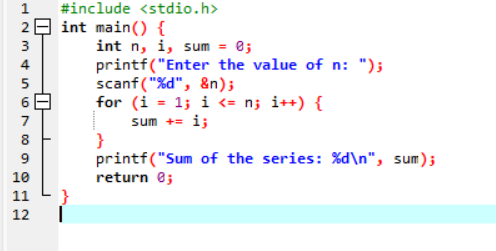 1 #include <stdio.h>
2 int main() {
3     int n, i, sum = 0;
4     printf("Enter the value of n: ");
5     scanf("%d", &n);
6     for (i = 1; i <= n; i++) {
7         sum += i;
8     }
9     printf("Sum of the series: %d\n", sum);
10     return 0;
11 }
12